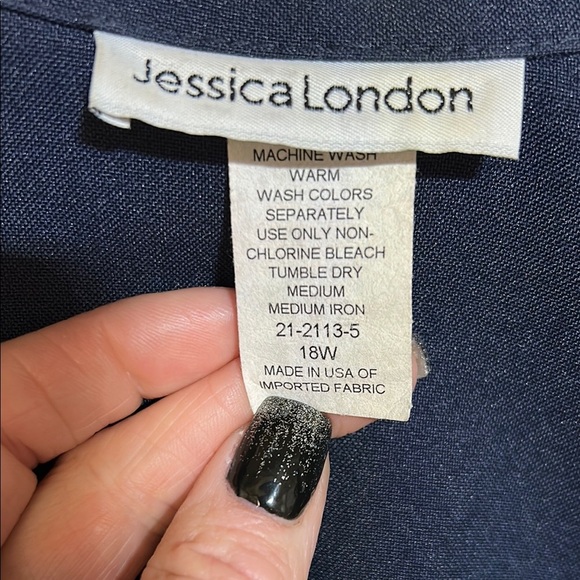 Jessica London
MACHINE WASH
WARM
WASH COLORS
SEPARATELY
USE ONLY NON-
CHLORINE BLEACH
TUMBLE DRY
MEDIUM
MEDIUM IRON
21-2113-5
18W
MADE IN USA OF
IMPORTED FABRIC